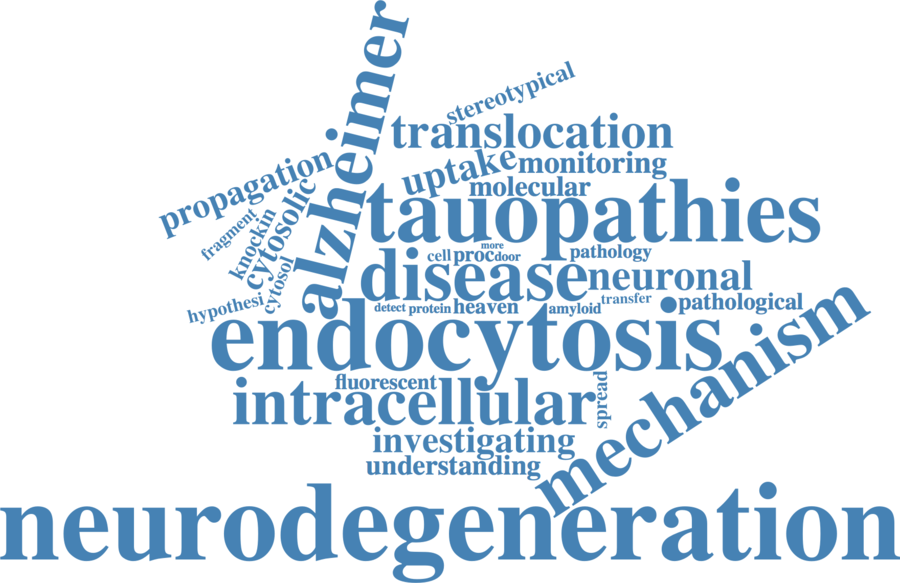 alzheimer
stereotypical
translocation
propagation
uptake
monitoring
molecular
fragment
knockin
cytosolic
tauopathies
more
cell
proc
door
pathology
cytosol
disease
neuronal
hypothesi
detect
protein
heaven
amyloid
transfer
pathological
endocytosis
mechanism
fluorescent
intracellular
spread
investigating
understanding
neurodegeneration